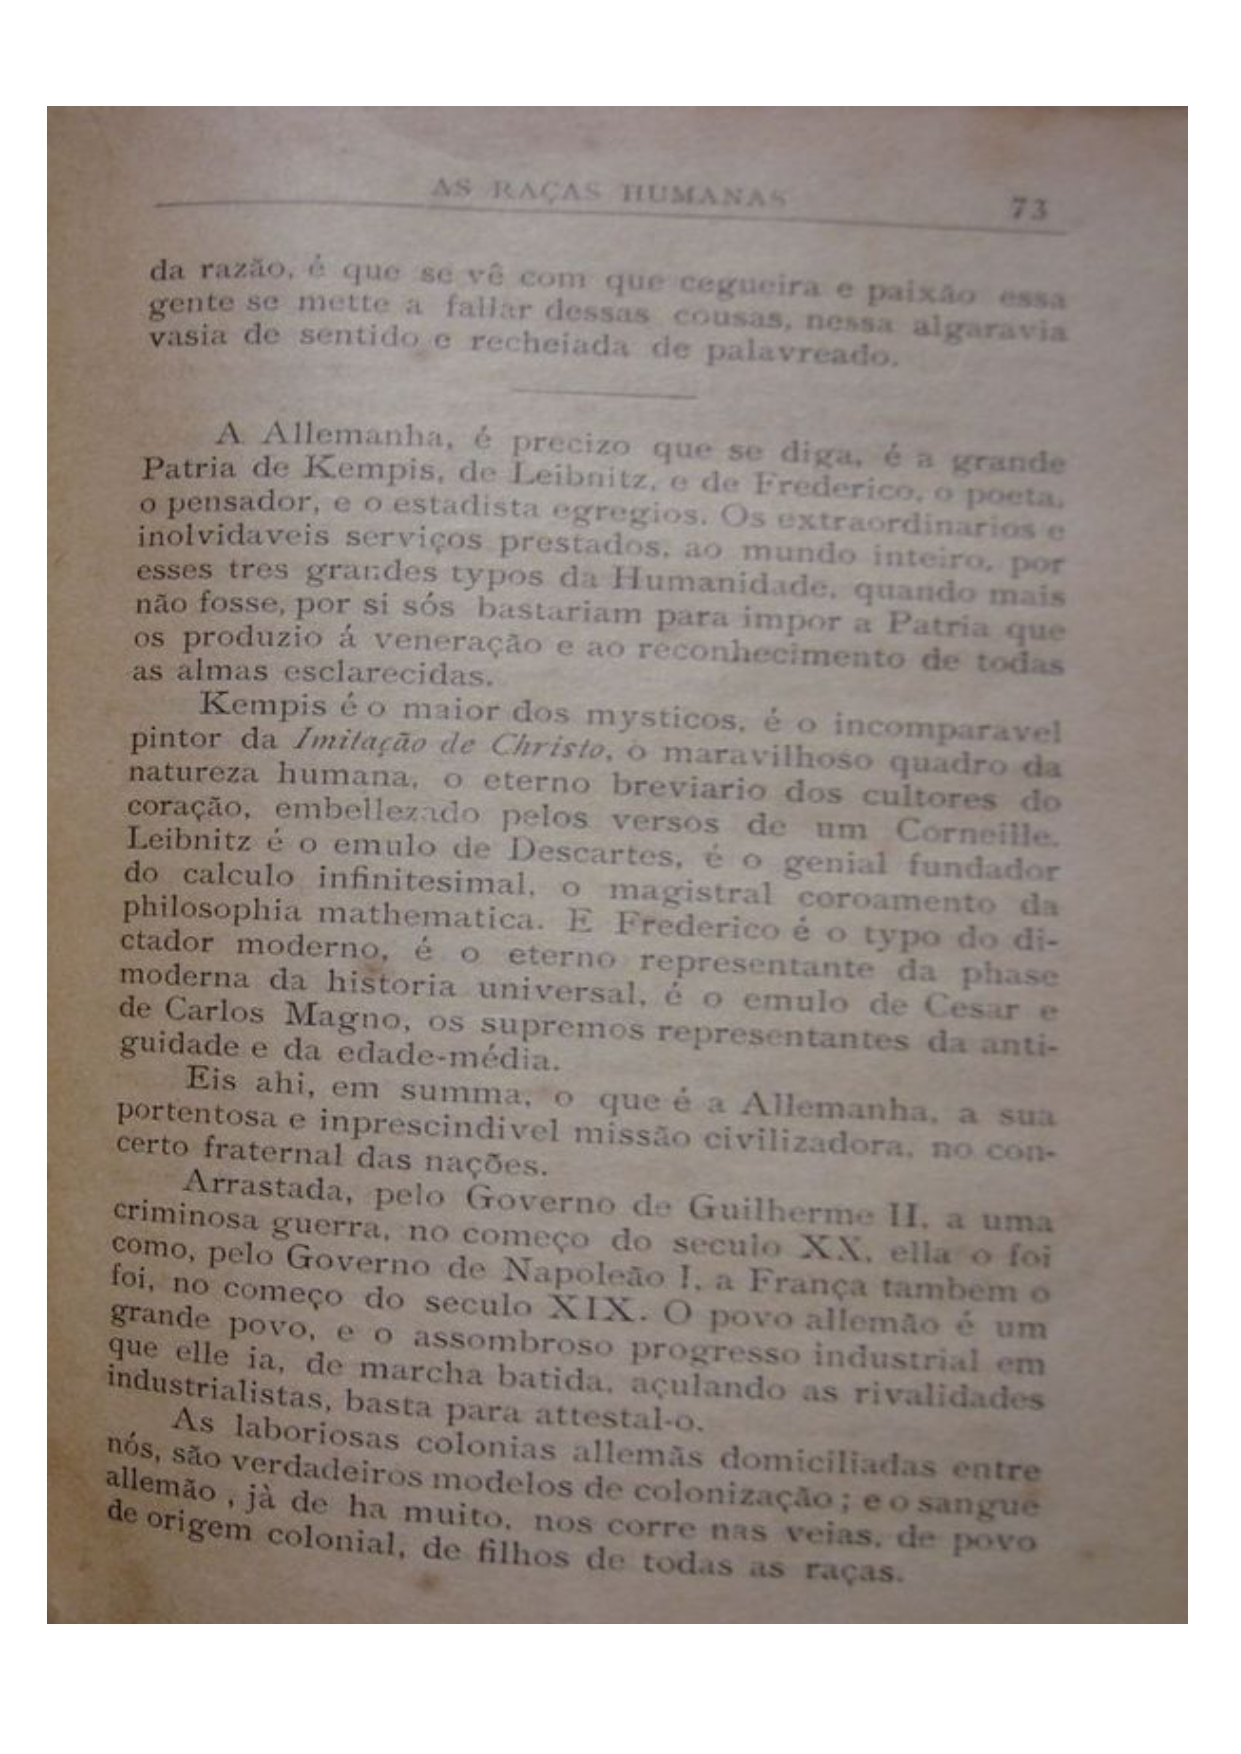 AS RAÇAS HUMANAS 73
da razão, é que se vê com que cegueira e paixão essa
gente se mette a fallar dessas cousas, nessa algaravia
vasia de sentido e recheiada de palavreado.
A Allemanha, é precizo que se diga, é a grande
Patria de Kempis, de Leibnitz, e de Frederico, o poeta,
o pensador, e o estadista egregios. Os extraordinarios e
inolvidaveis serviços prestados, ao mundo inteiro, por
esses tres grandes typos da Humanidade, quando mais
não fosse, por si sós bastariam para impor a Patria que
os produzio á veneração e ao reconhecimento de todas
as almas esclarecidas.
Kempis é o maior dos mysticos, é o incomparavel
pintor da Imitação de Christo, o maravilhoso quadro da
natureza humana, o eterno breviario dos cultores do
coração, embellezado pelos versos de um Corneille.
Leibnitz é o emulo de Descartes, é o genial fundador
do calculo infinitesimal, o magistral coroamento da
philosophia mathematica. E Frederico é o typo do di-
ctador moderno, é o eterno representante da phase
moderna da historia universal, é o emulo de Cesar e
de Carlos Magno, os supremos representantes da anti-
guidade e da edade-média.
Eis ahi, em summa, o que é a Allemanha, a sua
portentosa e inprescindivel missão civilizadora, no con-
certo fraternal das nações.
Arrastada, pelo Governo de Guilherme II, a uma
criminosa guerra, no começo do seculo XX, ella o foi
como, pelo Governo de Napoleão I, a França tambem o
foi, no começo do seculo XIX. O povo allemão é um
grande povo, e o assombroso progresso industrial em
que elle ia, de marcha batida, açulando as rivalidades
industrialistas, basta para attestal-o.
As laboriosas colonias allemãs domiciliadas entre
nós, são verdadeiros modelos de colonização; e o sangue
allemão, jà de ha muito, nos corre nas veias, de povo
de origem colonial, de filhos de todas as raças.